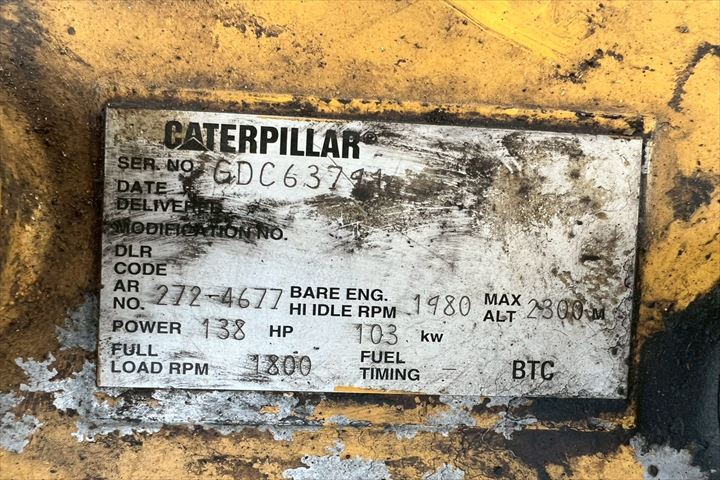 CATERPILLAR®
SER. NO. GDC63791
DATE
DELIVERED
MODIFICATION NO.
DLR
CODE
AR
NO. 272-4677 BARE ENG.
HI IDLE RPM 1980 MAX
ALT 2300 M
POWER 138 HP 103 kw
FULL
LOAD RPM 1800 FUEL
TIMING - BTC